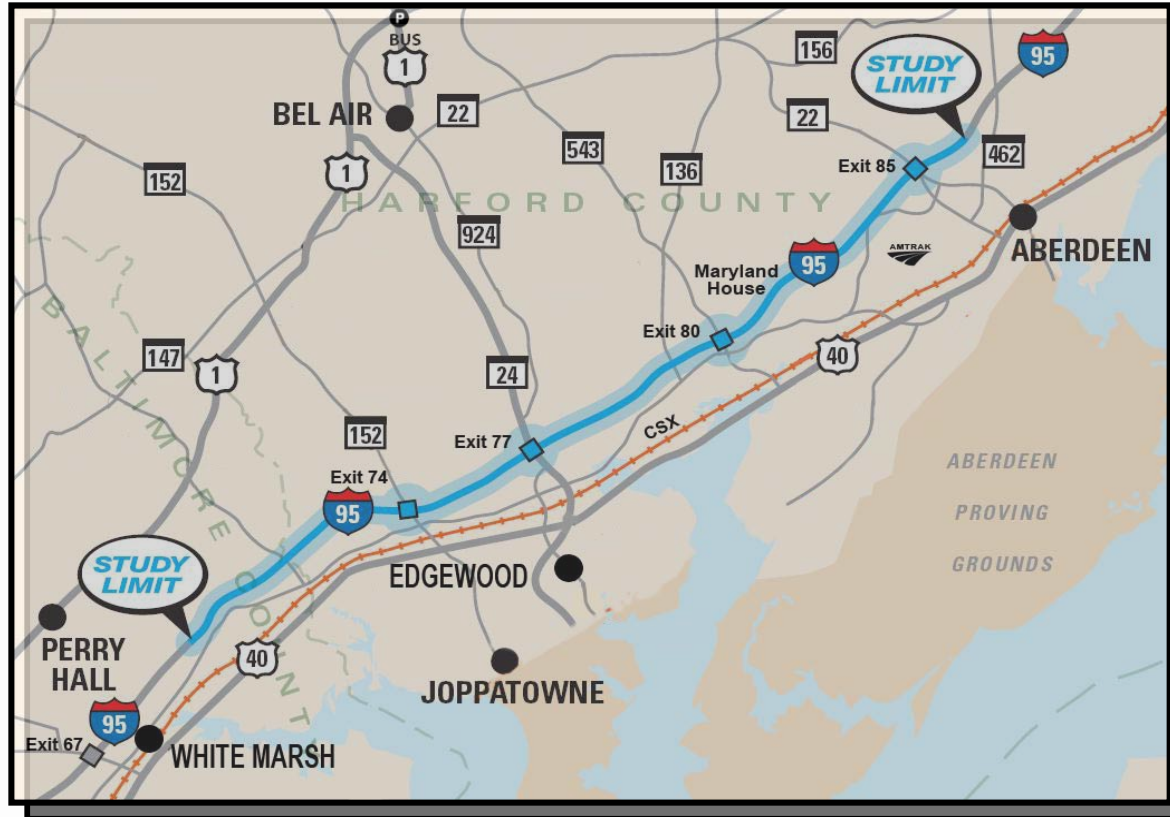 P
BUS
1
156
95
STUDY
LIMIT
BEL AIR
22
22
543
462
1
152
136
Exit 85
HARFORD COUNTY
924
ABERDEEN
AMTRAK
95
Maryland
House
Exit 80
BALTIMORE COUNTY
147
1
24
40
152
Exit 77
CSX
Exit 74
ABERDEEN
PROVING
GROUNDS
95
STUDY
LIMIT
EDGEWOOD
PERRY
HALL
40
JOPPATOWNE
95
Exit 67
WHITE MARSH